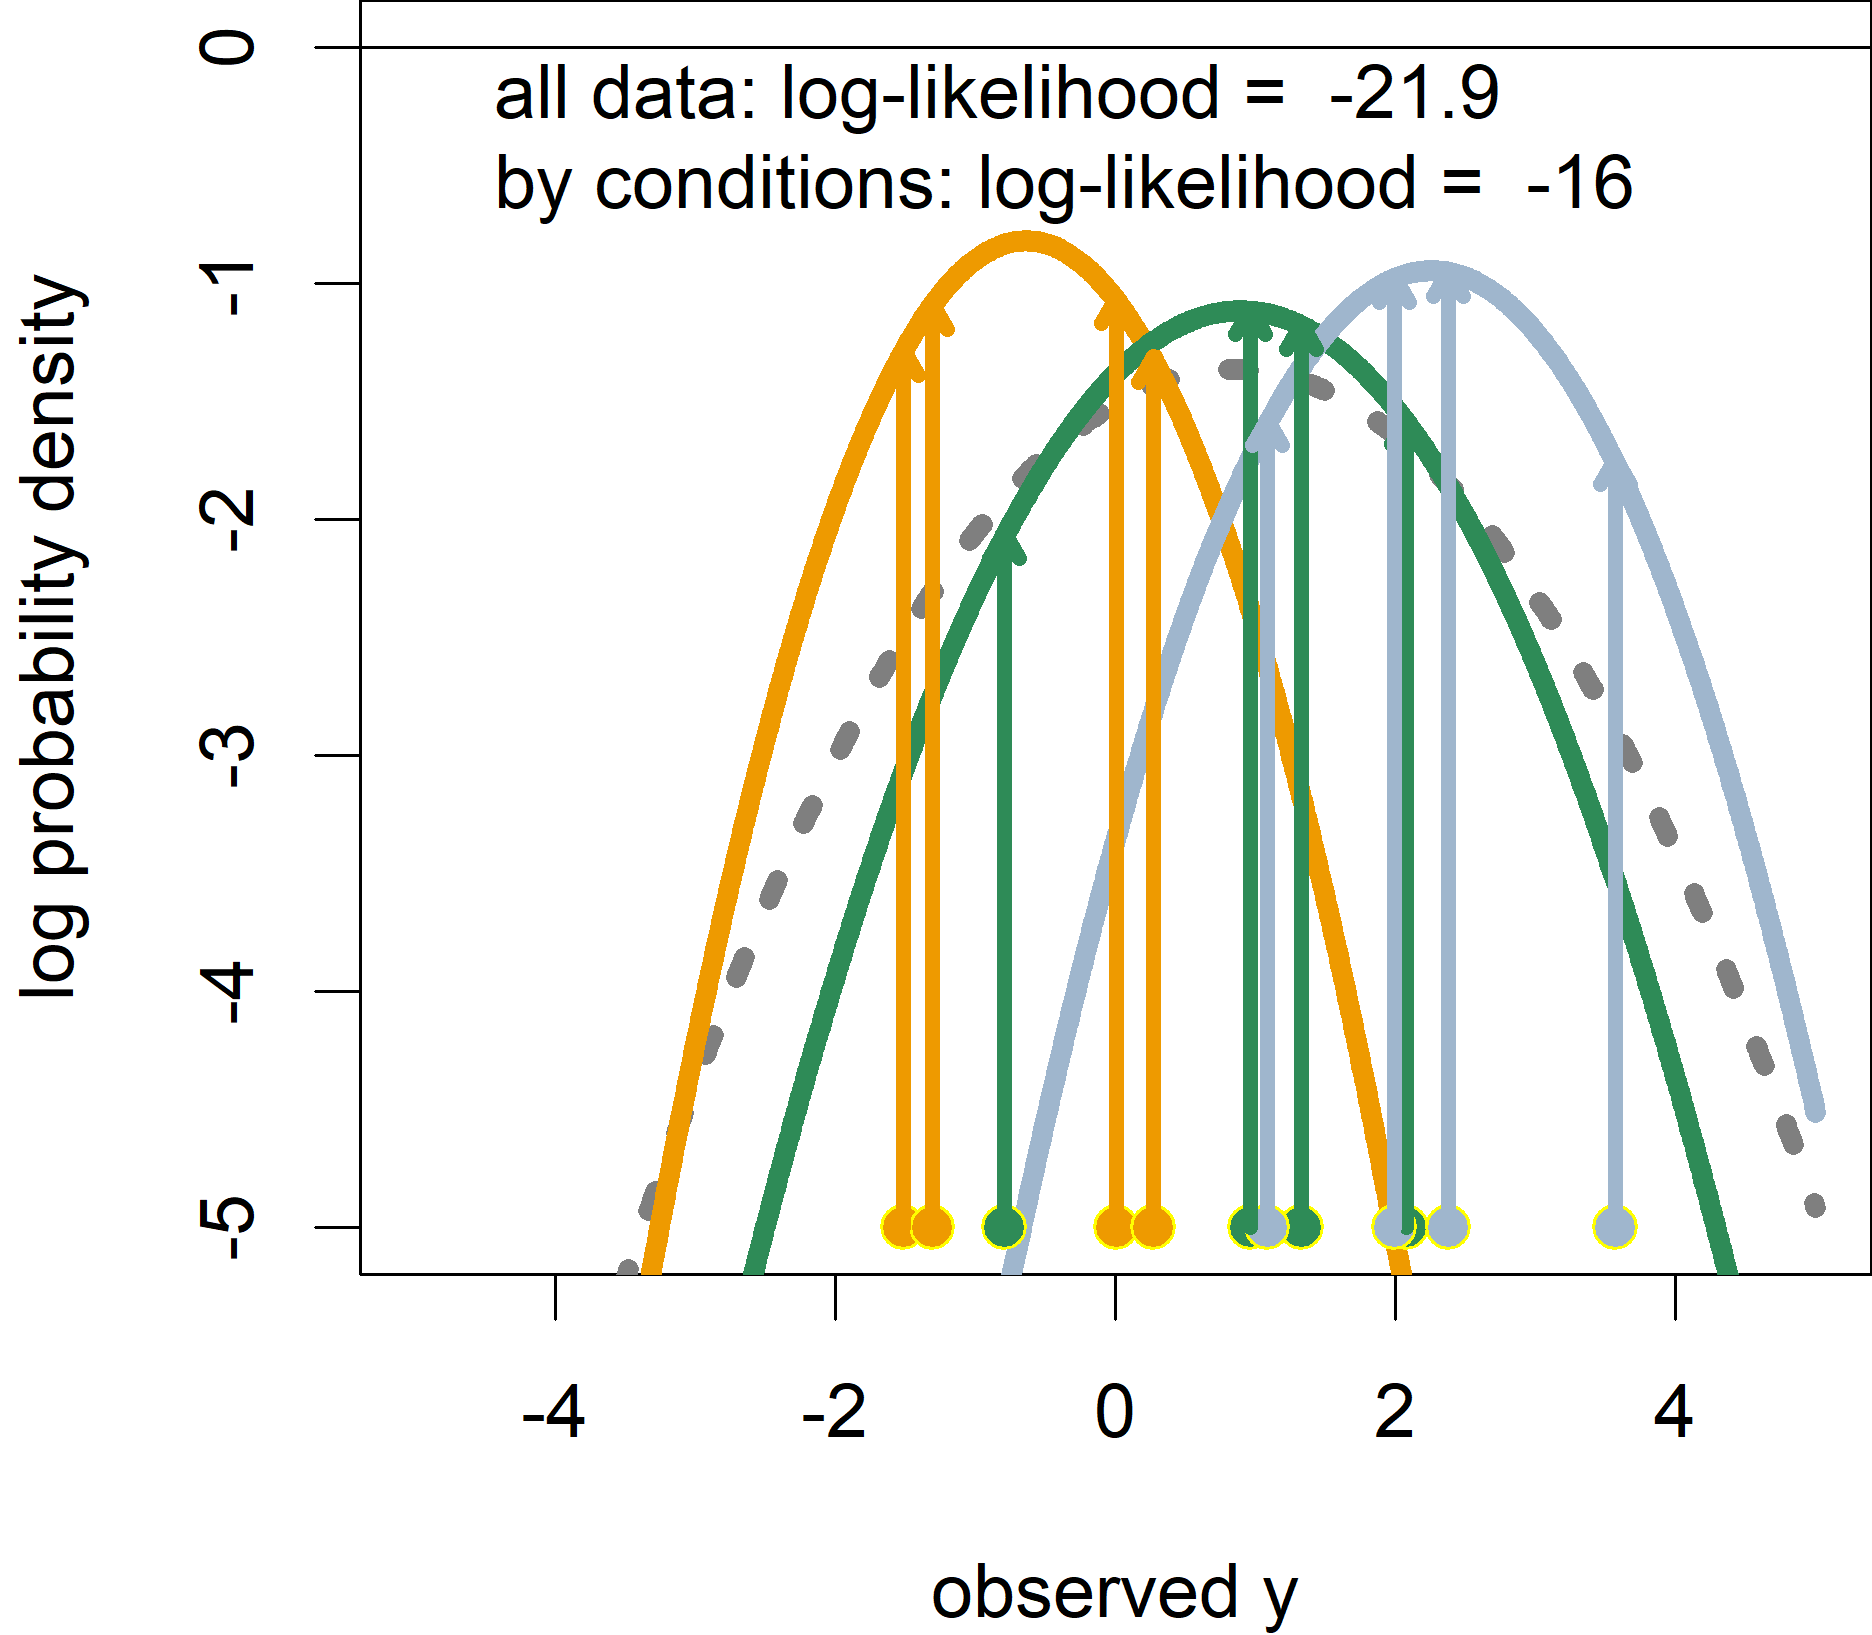 all data: log-likelihood =  -21.9
by conditions: log-likelihood =  -16
log probability density
0
-1
-2
-3
-4
-5
-4
-2
0
2
4
observed y